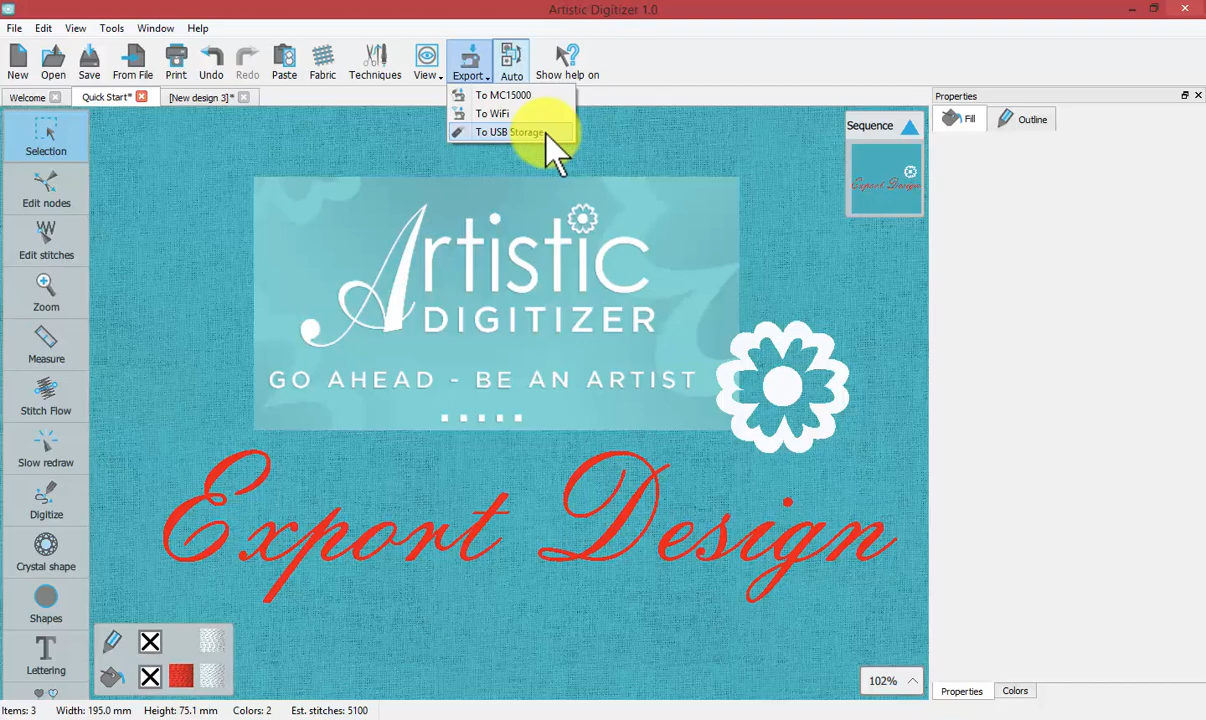 Artistic Digitizer 1.0
File Edit View Tools Window Help
New Open Save From File Print Undo Redo Paste Fabric Techniques View Export Auto Show help on
Welcome Quick Start* [New design 3]*
To MC15000
To WiFi
To USB Storage
Properties
Fill Outline
Sequence
Export Design
Selection
Edit nodes
Edit stitches
Zoom
Measure
Stitch Flow
Slow redraw
Digitize
Crystal shape
Shapes
T
Lettering
Artistic
DIGITIZER
GO AHEAD - BE AN ARTIST
Export Design
102%
Properties Colors
Items: 3 Width: 195.0 mm Height: 75.1 mm Colors: 2 Est. stitches: 5100